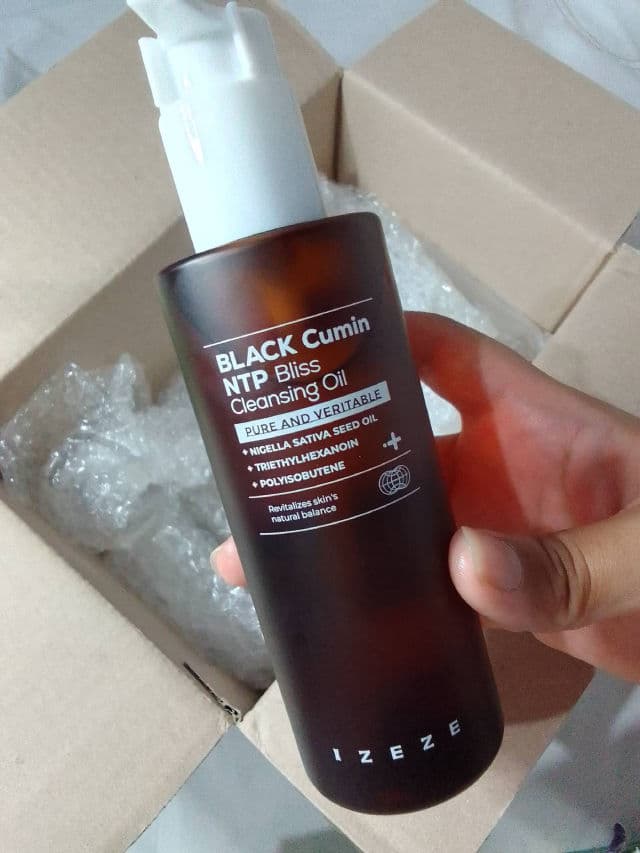 BLACK Cumin
NTP Bliss
Cleansing Oil
PURE AND VERITABLE
+ NIGELLA SATIVA SEED OIL
+ TRIETHYLHEXANOIN
+ POLYISOBUTENE
Revitalizes skin's
natural balance
IZEZE